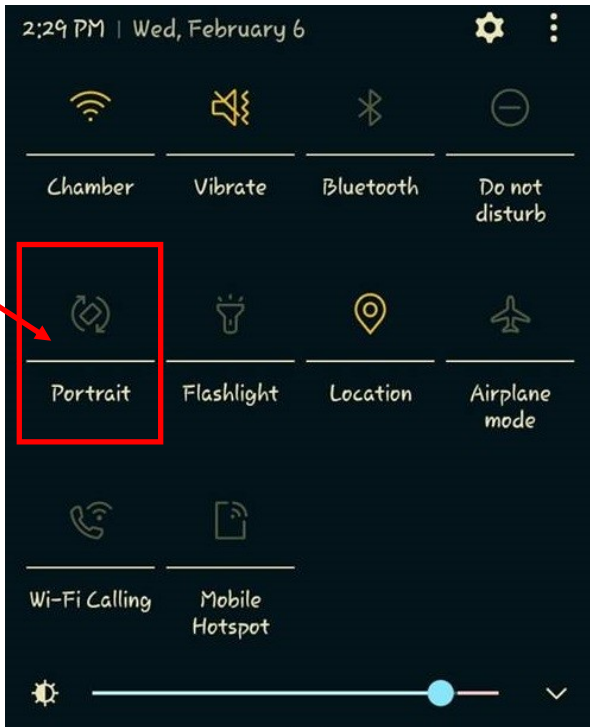 2:29 PM | Wed, February 6
Chamber Vibrate Bluetooth Do not
disturb
Portrait Flashlight Location Airplane
mode
Wi-Fi Calling Mobile
Hotspot